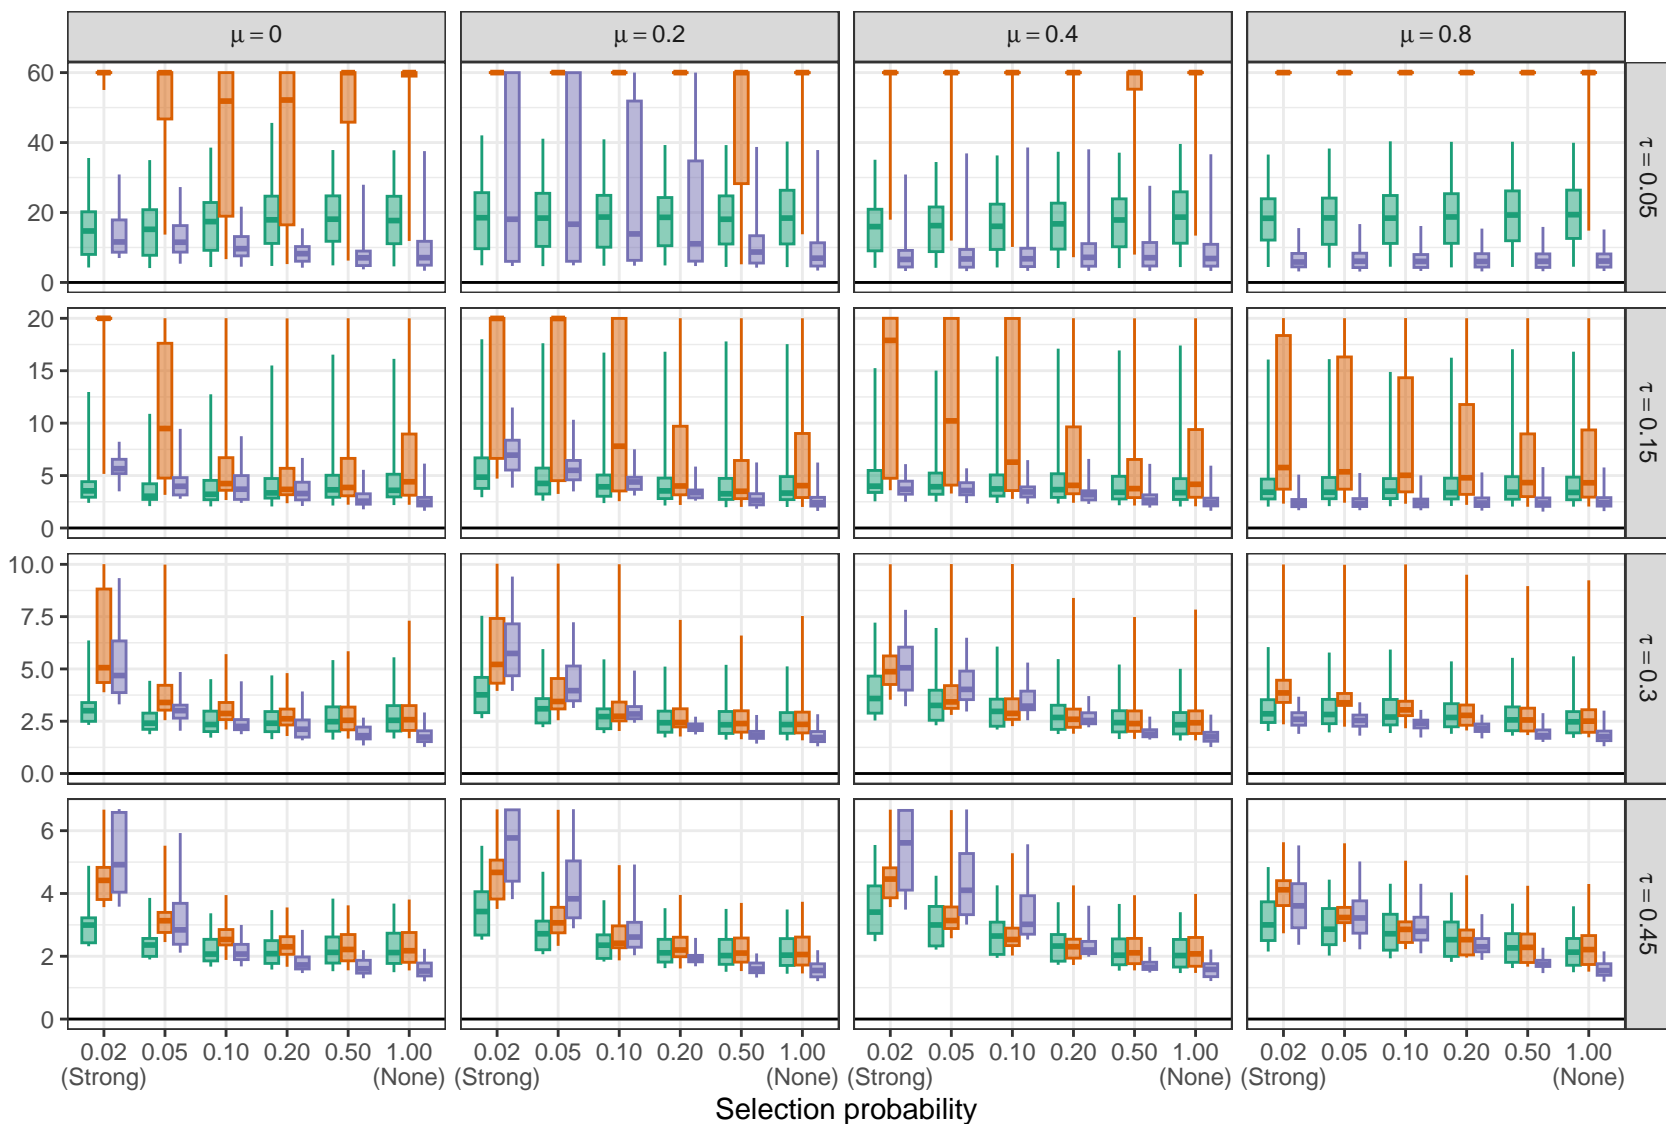 μ = 0 μ = 0.2 μ = 0.4 μ = 0.8
60
40
20
0
τ = 0.05
20
15
10
5
0
τ = 0.15
10.0
7.5
5.0
2.5
0.0
τ = 0.3
6
4
2
0
τ = 0.45
0.02 0.05 0.10 0.20 0.50 1.00 0.02 0.05 0.10 0.20 0.50 1.00 0.02 0.05 0.10 0.20 0.50 1.00 0.02 0.05 0.10 0.20 0.50 1.00
(Strong) (None) (Strong) (None) (Strong) (None) (Strong) (None)
Selection probability